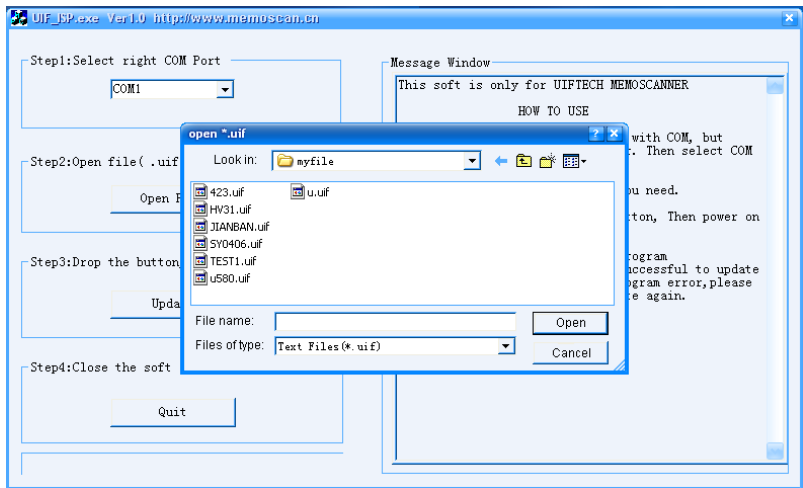 UIF_ISP.exe Ver1.0 http://www.memoscan.cn
Step1:Select right COM Port
COM1
Step2:Open file( .uif
Open
Step3:Drop the button
Upda
Step4:Close the soft
Quit
Message Window
This soft is only for UIFTECH MEMOSCANNER
HOW TO USE
with COM, but
. Then select COM
ou need.
ton, Then power on
rogram
uccessful to update
ogram error,please
e again.
open *.uif
Look in:
myfile
423.uif
HV31.uif
JIANBAN.uif
SY0406.uif
TEST1.uif
u580.uif
u.uif
File name:
Open
Files of type:
Text Files(*.uif)
Cancel